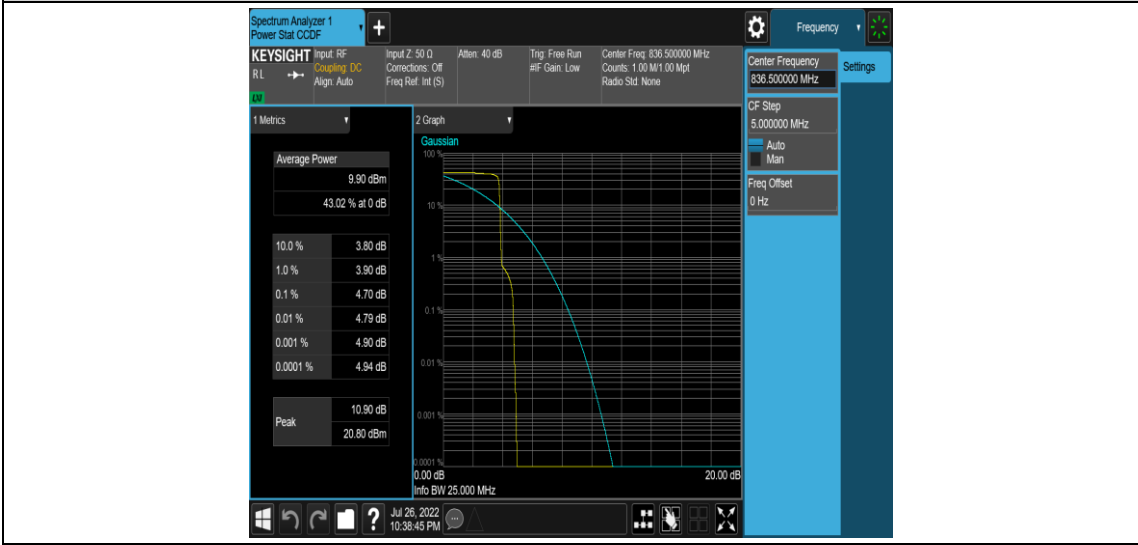 Spectrum Analyzer 1
Power Stat CCDF
+
Frequency
KEYSIGHT
RL
LXI
Input: RF
Coupling: DC
Align: Auto
Input Z: 50 Ω
Corrections: Off
Freq Ref: Int (S)
Atten: 40 dB
Trig: Free Run
#IF Gain: Low
Center Freq: 836.500000 MHz
Counts: 1.00 M/1.00 Mpt
Radio Std: None
Center Frequency
836.500000 MHz
Settings
CF Step
5.000000 MHz
Auto
Man
Freq Offset
0 Hz
1 Metrics
Average Power
9.90 dBm
43.02 % at 0 dB
10.0 % 3.80 dB
1.0 % 3.90 dB
0.1 % 4.70 dB
0.01 % 4.79 dB
0.001 % 4.90 dB
0.0001 % 4.94 dB
Peak
10.90 dB
20.80 dBm
2 Graph
Gaussian
100 %
10 %
1 %
0.1 %
0.01 %
0.001 %
0.0001 %
0.00 dB
20.00 dB
Info BW 25.000 MHz
?
Jul 26, 2022
10:38:45 PM